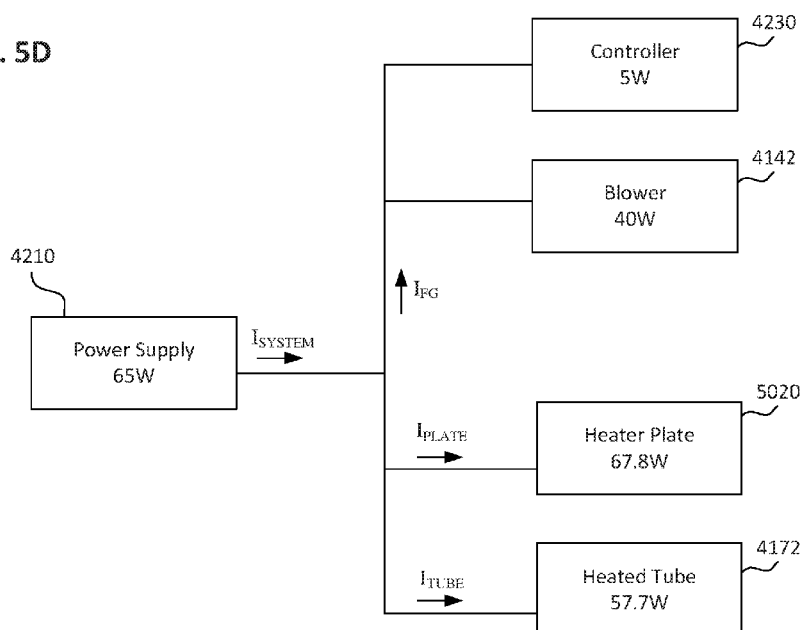 . 5D
4230
Controller
5W
4142
Blower
40W
4210
Power Supply
65W
I_SYSTEM
I_FG
5020
I_PLATE
Heater Plate
67.8W
4172
I_TUBE
Heated Tube
57.7W